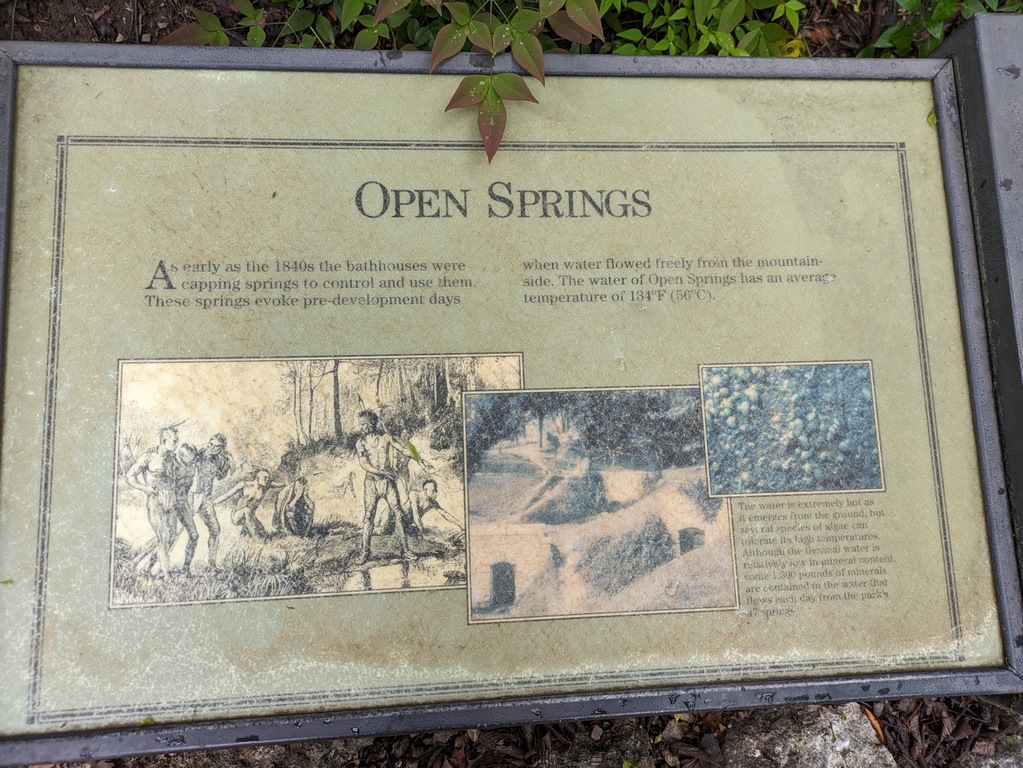 OPEN SPRINGS
As early as the 1840s the bathhouses were
capping springs to control and use them.
These springs evoke pre-development days
when water flowed freely from the mountain-
side. The water of Open Springs has an average
temperature of 134°F (56°C).
The water is extremely hot as
it emerges from the ground, but
several species of algae can
tolerate its high temperatures.
Although the thermal water is
relatively low in mineral content,
some 1,800 pounds of minerals
are contained in the water that
flows each day from the park's
47 springs.